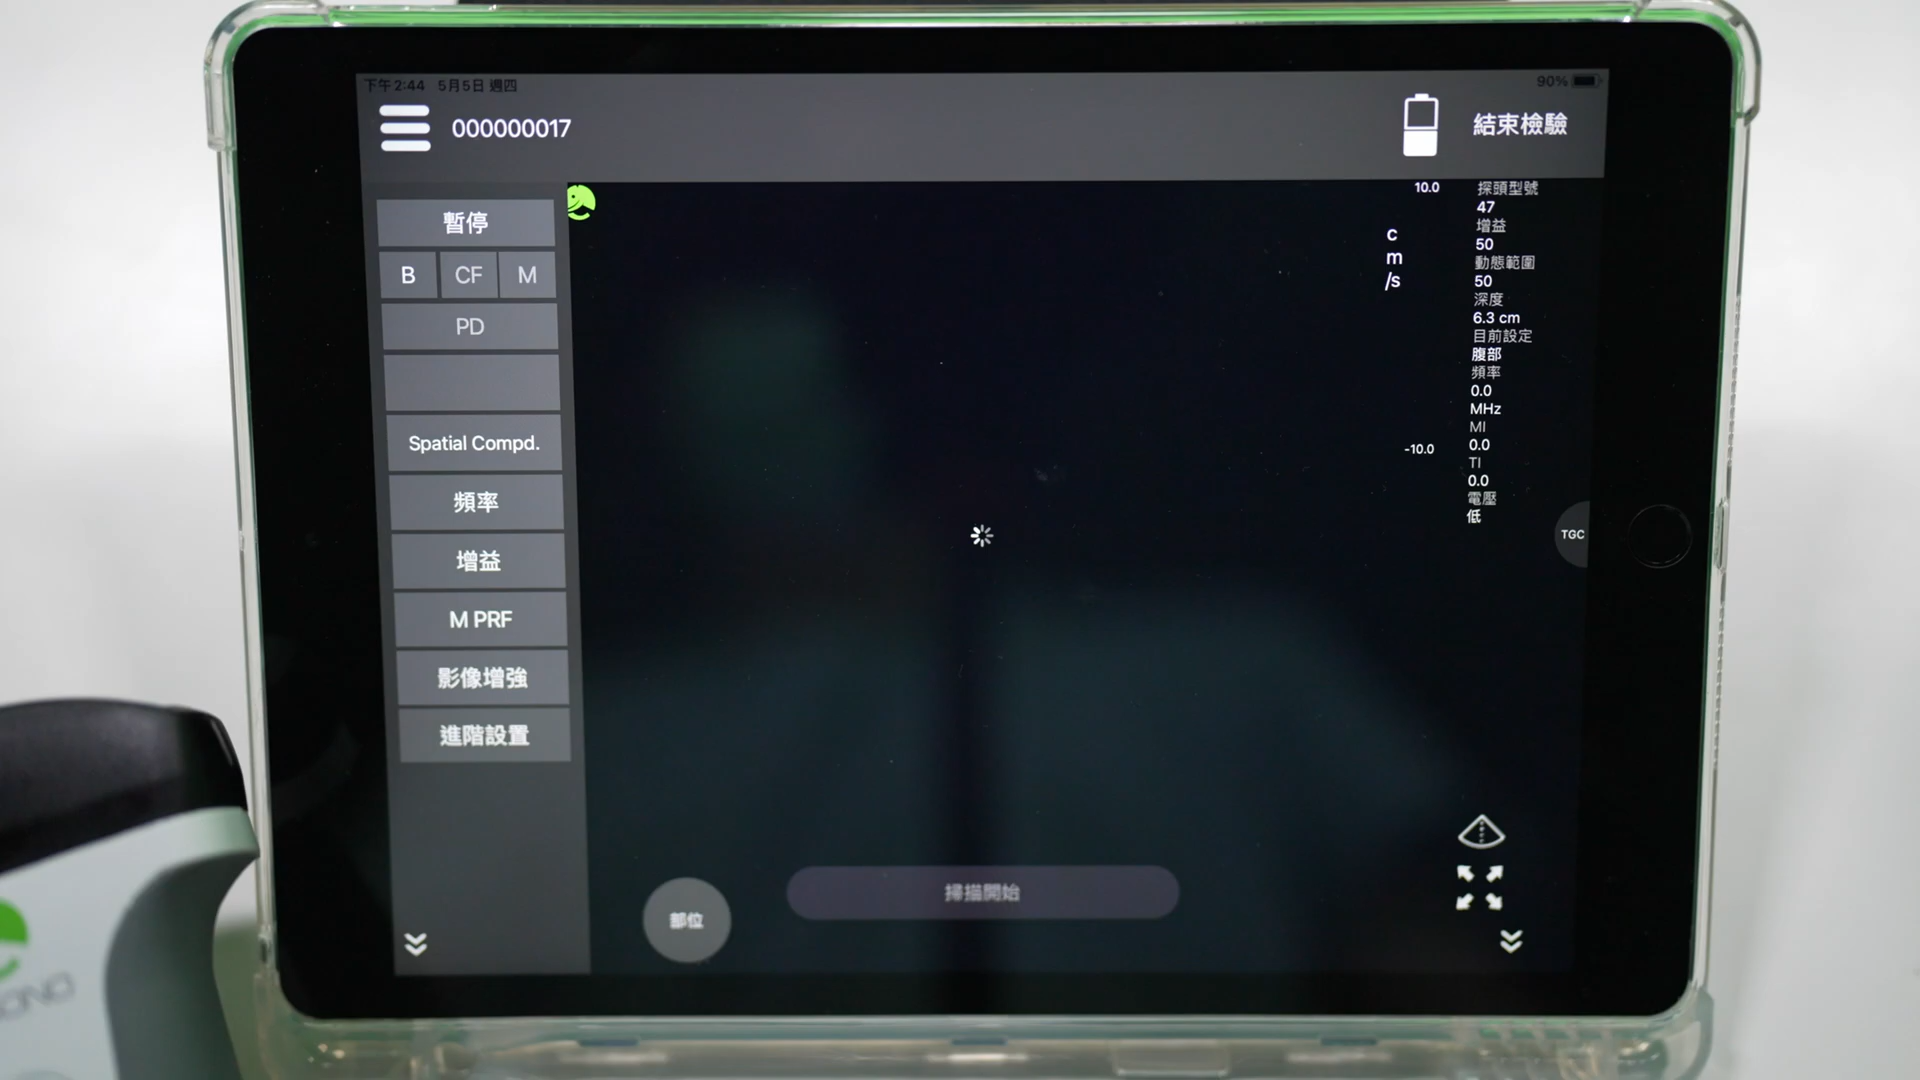 下午2:44 5月5日 週四
90%
000000017
結束檢驗
暫停
B CF M
PD
Spatial Compd.
頻率
增益
M PRF
影像增強
進階設置
10.0
c
m
/s
-10.0
探頭型號
47
增益
50
動態範圍
50
深度
6.3 cm
目前設定
腹部
頻率
0.0
MHz
MI
0.0
TI
0.0
電壓
低
TGC
部位
掃描開始